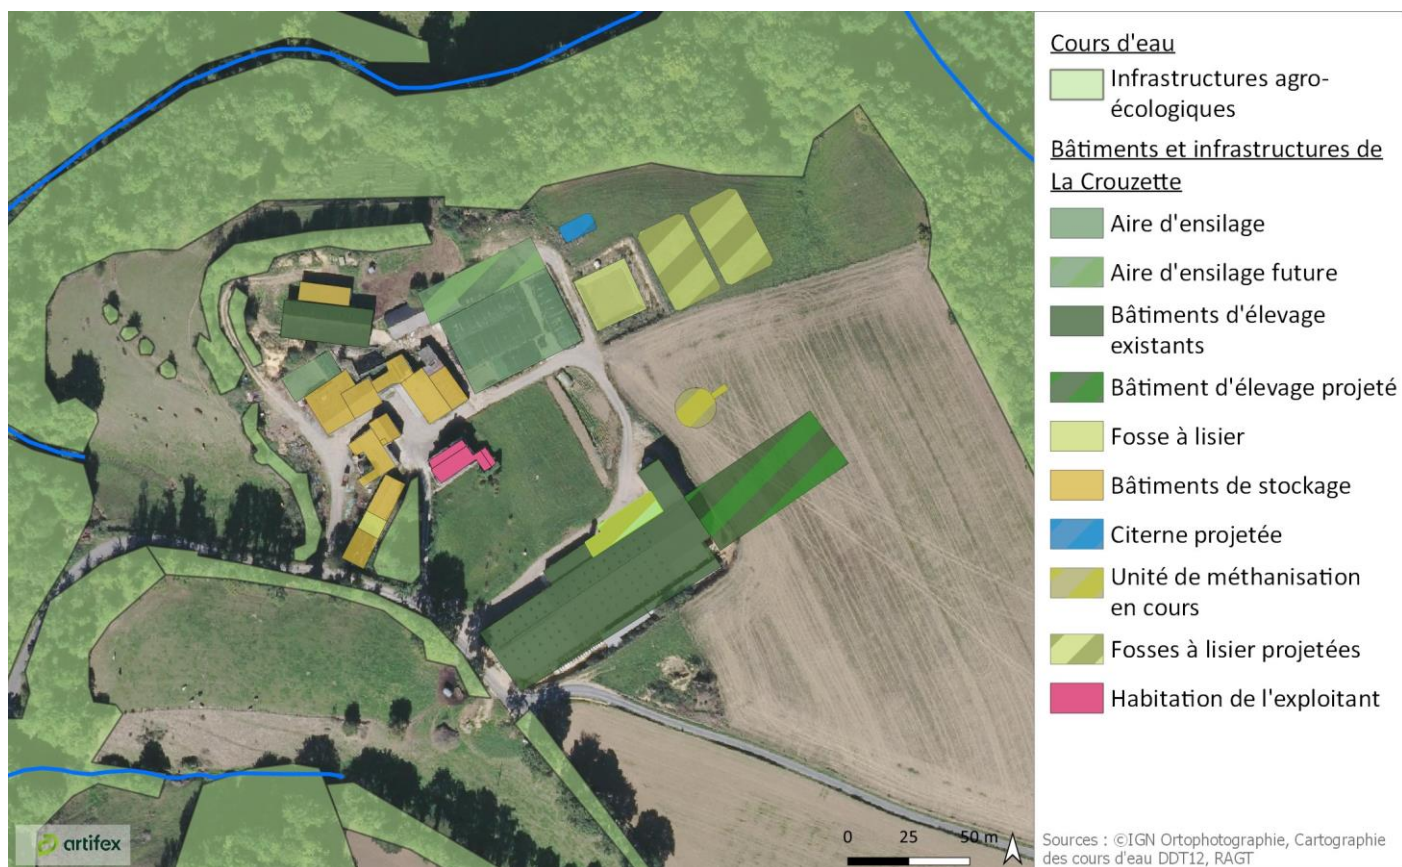 Cours d'eau
Infrastructures agro-
écologiques
Bâtiments et infrastructures de
La Crouzette
Aire d'ensilage
Aire d'ensilage future
Bâtiments d'élevage
existants
Bâtiment d'élevage projeté
Fosse à lisier
Bâtiments de stockage
Citerne projetée
Unité de méthanisation
en cours
Fosses à lisier projetées
Habitation de l'exploitant
artifex
0 25 50 m
Sources : ©IGN Ortophotographie, Cartographie
des cours d'eau DDT12, RAGT